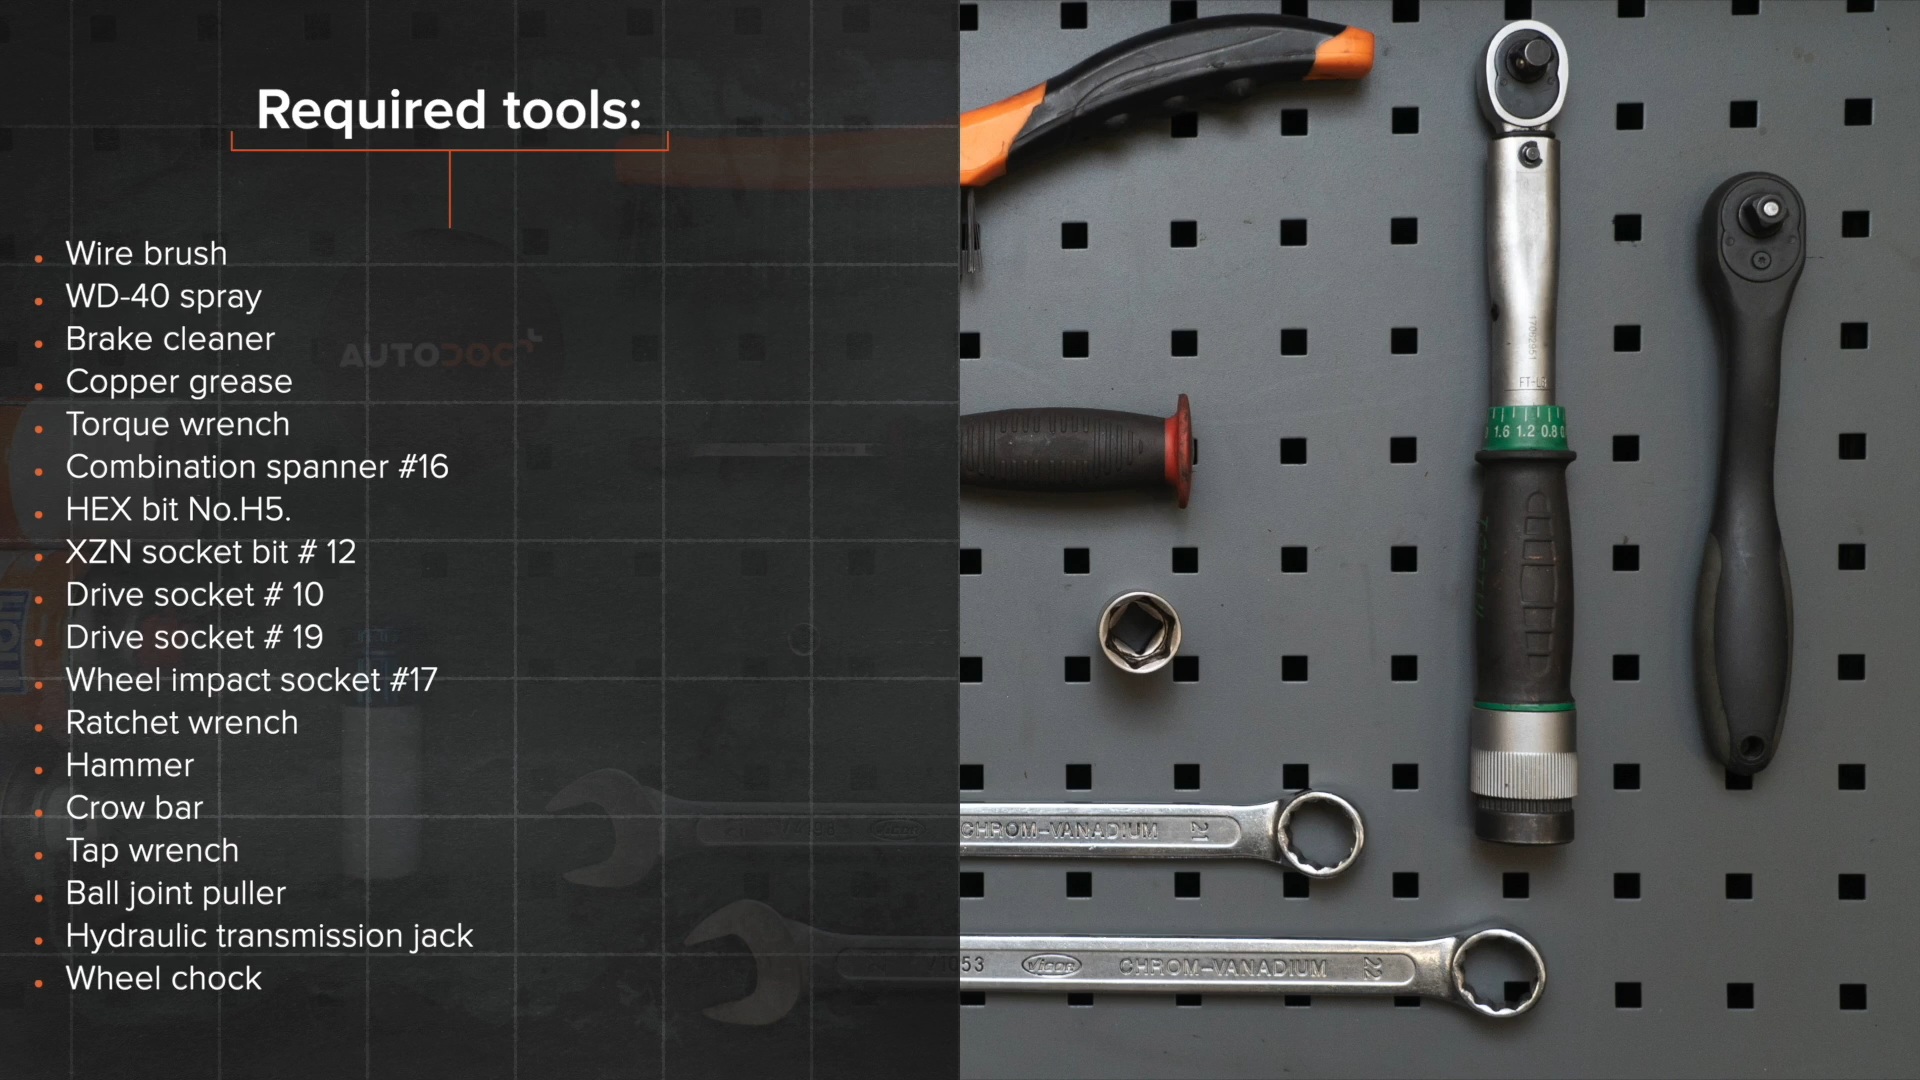 Required tools:
Wire brush
WD-40 spray
Brake cleaner
Copper grease
Torque wrench
Combination spanner #16
HEX bit No.H5.
XZN socket bit # 12
Drive socket # 10
Drive socket # 19
Wheel impact socket #17
Ratchet wrench
Hammer
Crow bar
Tap wrench
Ball joint puller
Hydraulic transmission jack
Wheel chock
AUTODOC
1.6 1.2 0.8
CHROM-VANADIUM 21
53 Vigor CHROM-VANADIUM 22